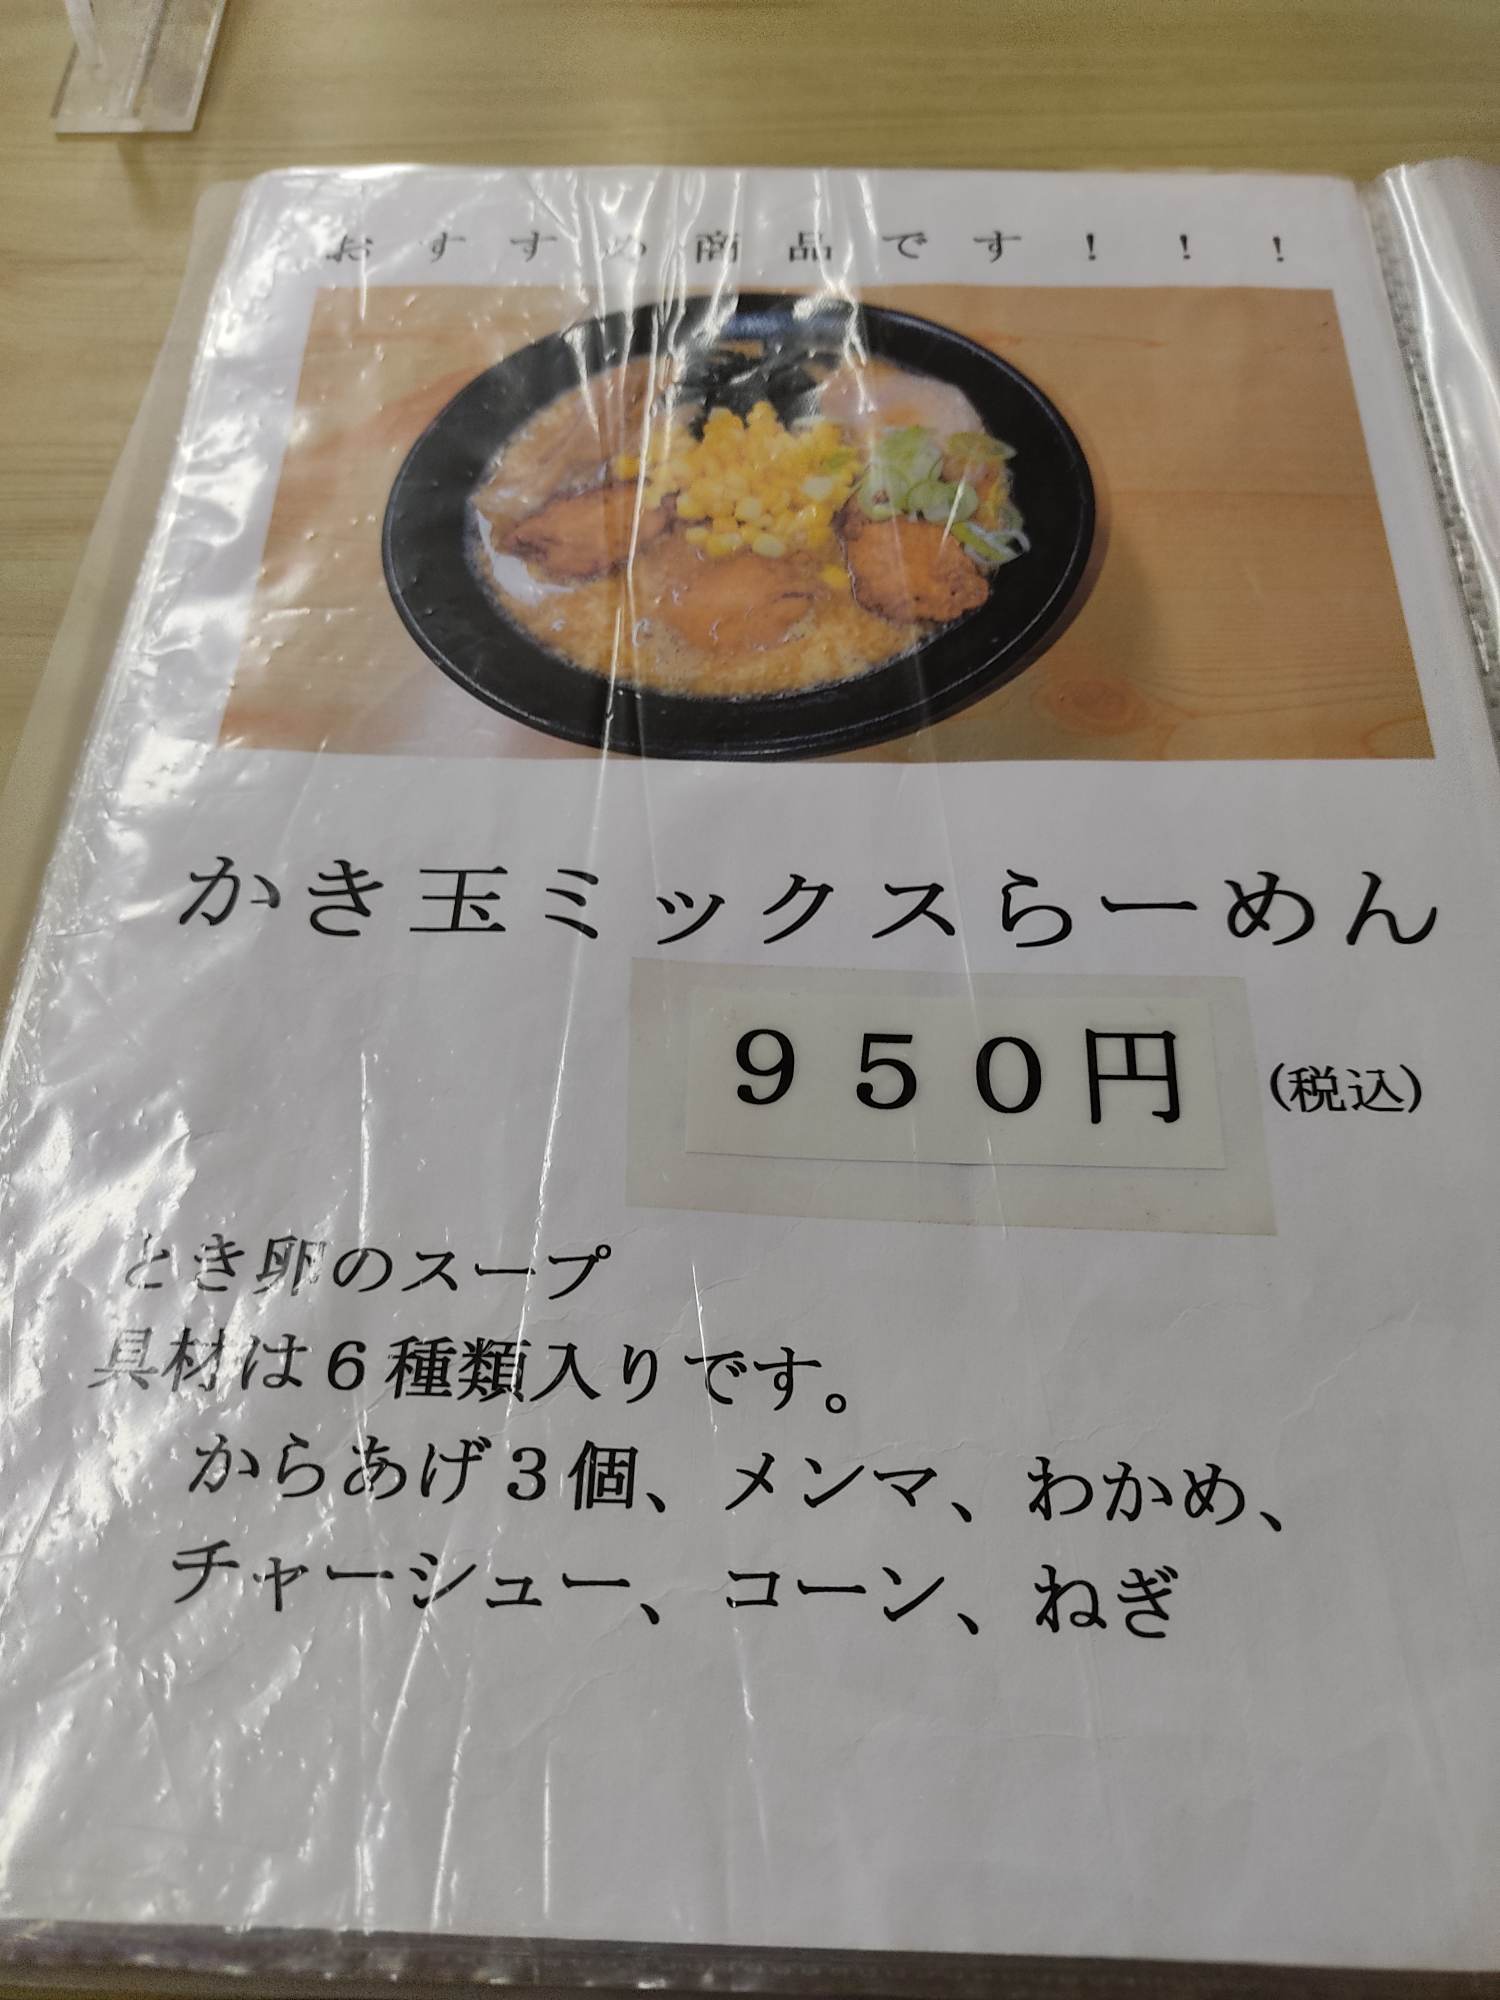 おすすめ商品です！！！
かき玉ミックスらーめん
９５０円 (税込)
とき卵のスープ
具材は６種類入りです。
からあげ３個、メンマ、わかめ、
チャーシュー、コーン、ねぎ